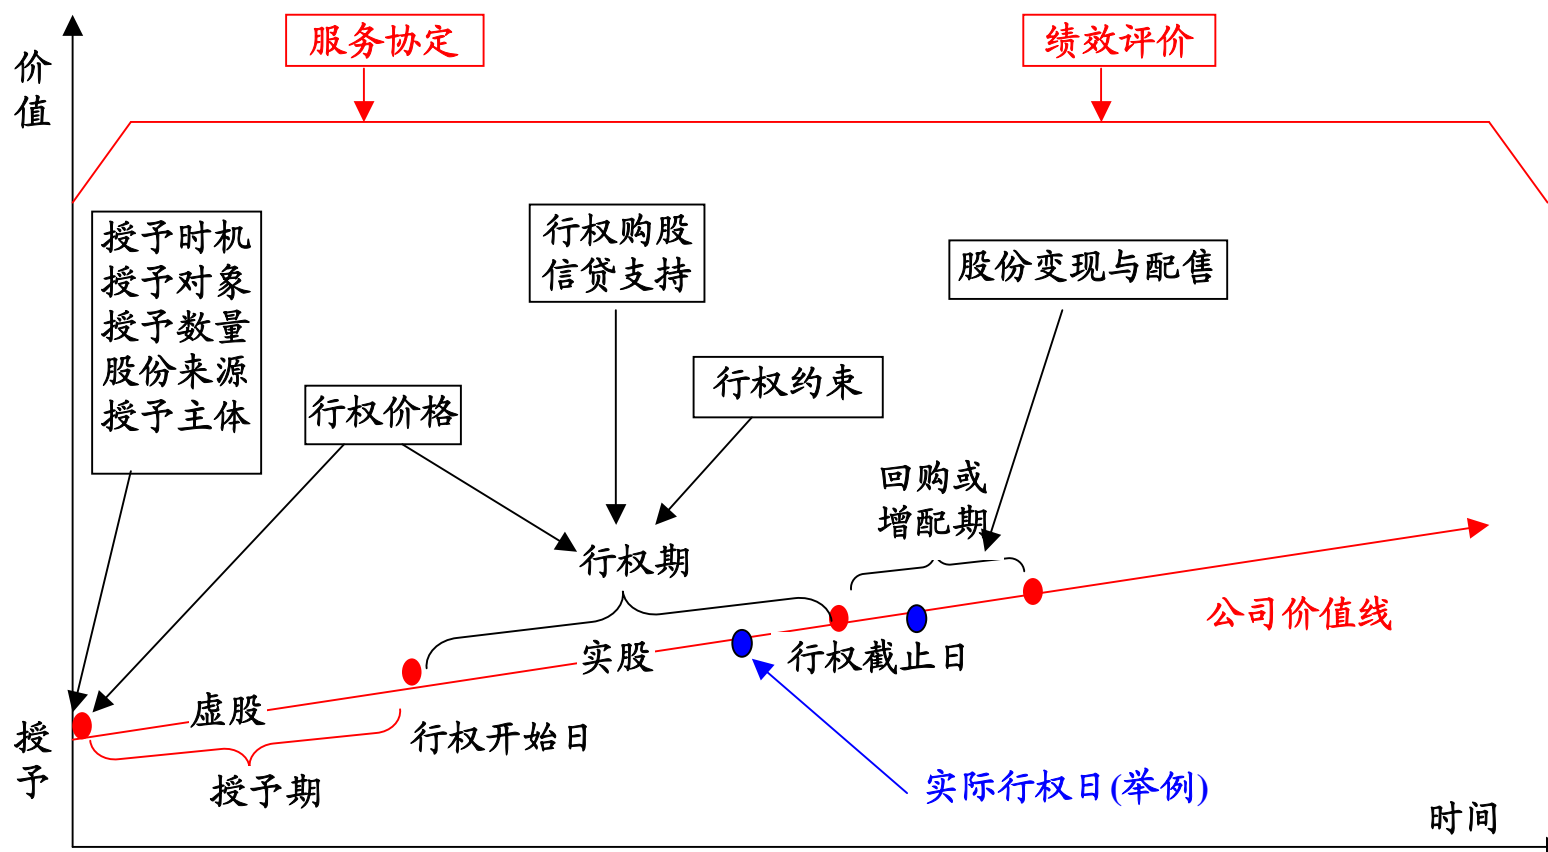 服务协定
绩效评价
价
值
授予时机
授予对象
授予数量
股份来源
授予主体
行权购股
信贷支持
股份变现与配售
行权价格
行权约束
回购或
增配期
行权期
公司价值线
实股
行权截止日
虚股
行权开始日
授
予
授予期
实际行权日(举例)
时间